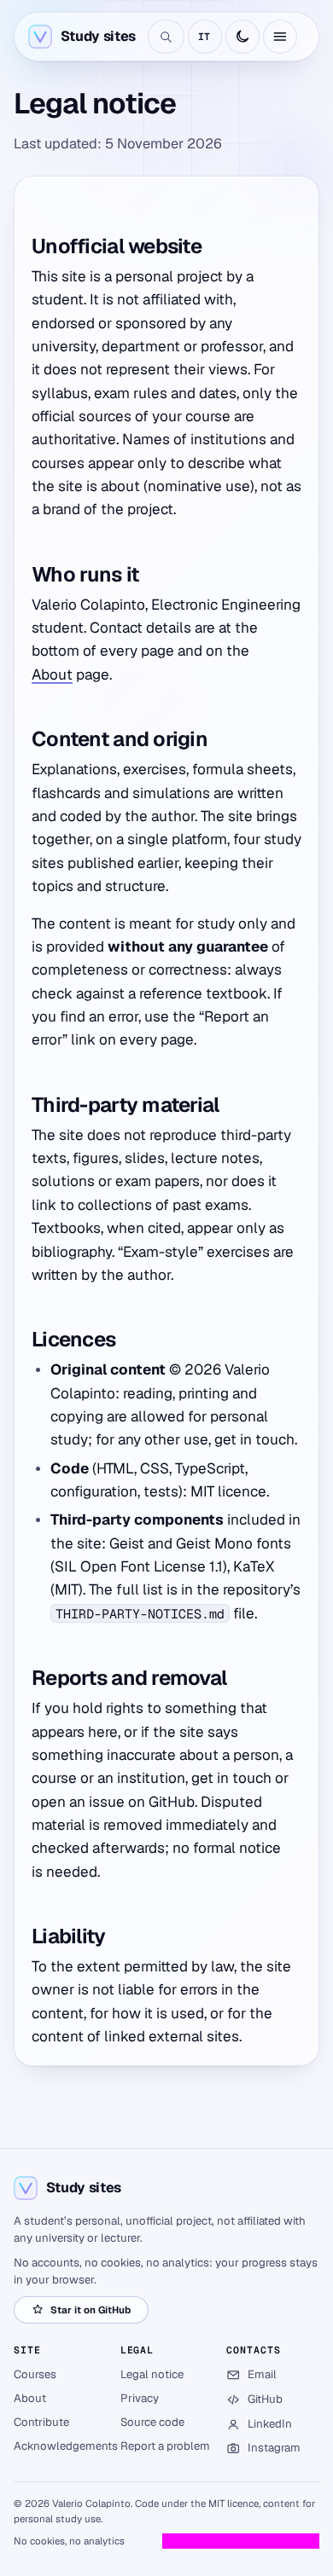 Study sites
IT
Legal notice
Last updated: 5 November 2026
Unofficial website
This site is a personal project by a
student. It is not affiliated with,
endorsed or sponsored by any
university, department or professor, and
it does not represent their views. For
syllabus, exam rules and dates, only the
official sources of your course are
authoritative. Names of institutions and
courses appear only to describe what
the site is about (nominative use), not as
a brand of the project.
Who runs it
Valerio Colapinto, Electronic Engineering
student. Contact details are at the
bottom of every page and on the
About page.
Content and origin
Explanations, exercises, formula sheets,
flashcards and simulations are written
and coded by the author. The site brings
together, on a single platform, four study
sites published earlier, keeping their
topics and structure.
The content is meant for study only and
is provided without any guarantee of
completeness or correctness: always
check against a reference textbook. If
you find an error, use the “Report an
error” link on every page.
Third-party material
The site does not reproduce third-party
texts, figures, slides, lecture notes,
solutions or exam papers, nor does it
link to collections of past exams.
Textbooks, when cited, appear only as
bibliography. “Exam-style” exercises are
written by the author.
Licences
• Original content © 2026 Valerio
Colapinto: reading, printing and
copying are allowed for personal
study; for any other use, get in touch.
• Code (HTML, CSS, TypeScript,
configuration, tests): MIT licence.
• Third-party components included in
the site: Geist and Geist Mono fonts
(SIL Open Font License 1.1), KaTeX
(MIT). The full list is in the repository’s
THIRD-PARTY-NOTICES.md file.
Reports and removal
If you hold rights to something that
appears here, or if the site says
something inaccurate about a person, a
course or an institution, get in touch or
open an issue on GitHub. Disputed
material is removed immediately and
checked afterwards; no formal notice
is needed.
Liability
To the extent permitted by law, the site
owner is not liable for errors in the
content, for how it is used, or for the
content of linked external sites.
Study sites
A student’s personal, unofficial project, not affiliated with
any university or lecturer.
No accounts, no cookies, no analytics: your progress stays
in your browser.
Star it on GitHub
SITE
Courses
About
Contribute
Acknowledgements
LEGAL
Legal notice
Privacy
Source code
Report a problem
CONTACTS
Email
GitHub
LinkedIn
Instagram
© 2026 Valerio Colapinto. Code under the MIT licence, content for
personal study use.
No cookies, no analytics